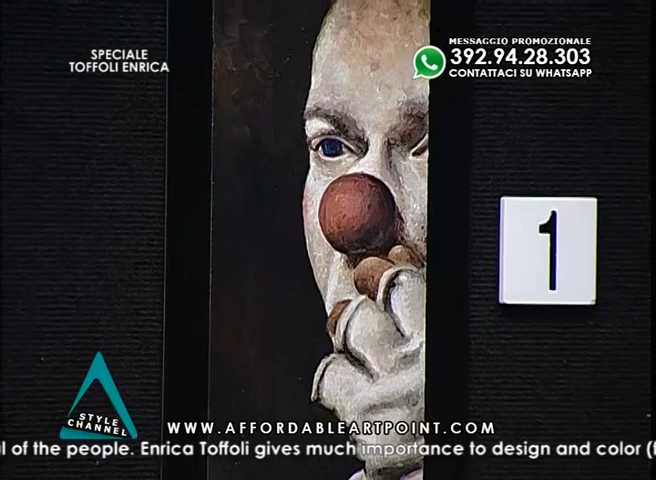 SPECIALE
TOFFOLI ENRICA
MESSAGGIO PROMOZIONALE
392.94.28.303
CONTATTACI SU WHATSAPP
1
STYLE
CHANNEL
WWW.AFFORDABLEARTPOINT.COM
of the people. Enrica Toffoli gives much importance to design and color (